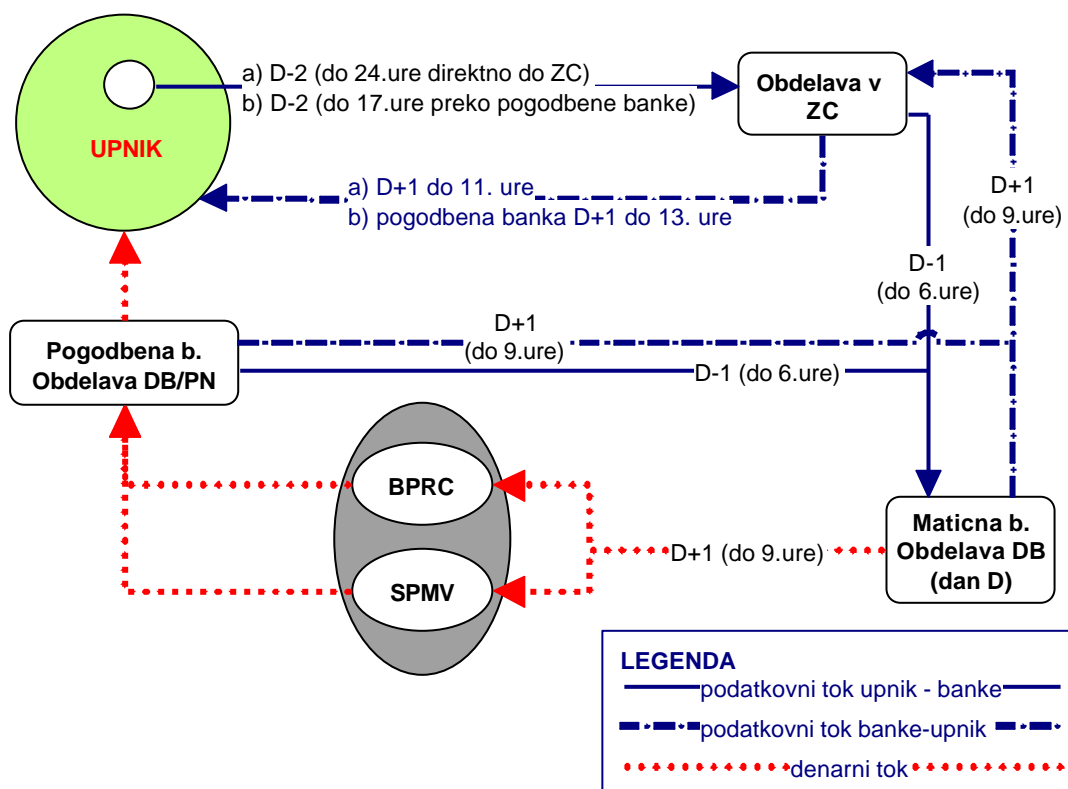 a) D-2 (do 24.ure direktno do ZC)
b) D-2 (do 17.ure preko pogodbene banke)
Obdelava v
ZC
UPNIK
a) D+1 do 11. ure
b) pogodbena banka D+1 do 13. ure
D+1
(do 9.ure)
D-1
(do 6.ure)
Pogodbena b.
Obdelava DB/PN
D+1
(do 9.ure)
D-1 (do 6.ure)
BPRC
SPMV
D+1 (do 9.ure)
Maticna b.
Obdelava DB
(dan D)
LEGENDA
podatkovni tok upnik - banke
podatkovni tok banke-upnik
denarni tok